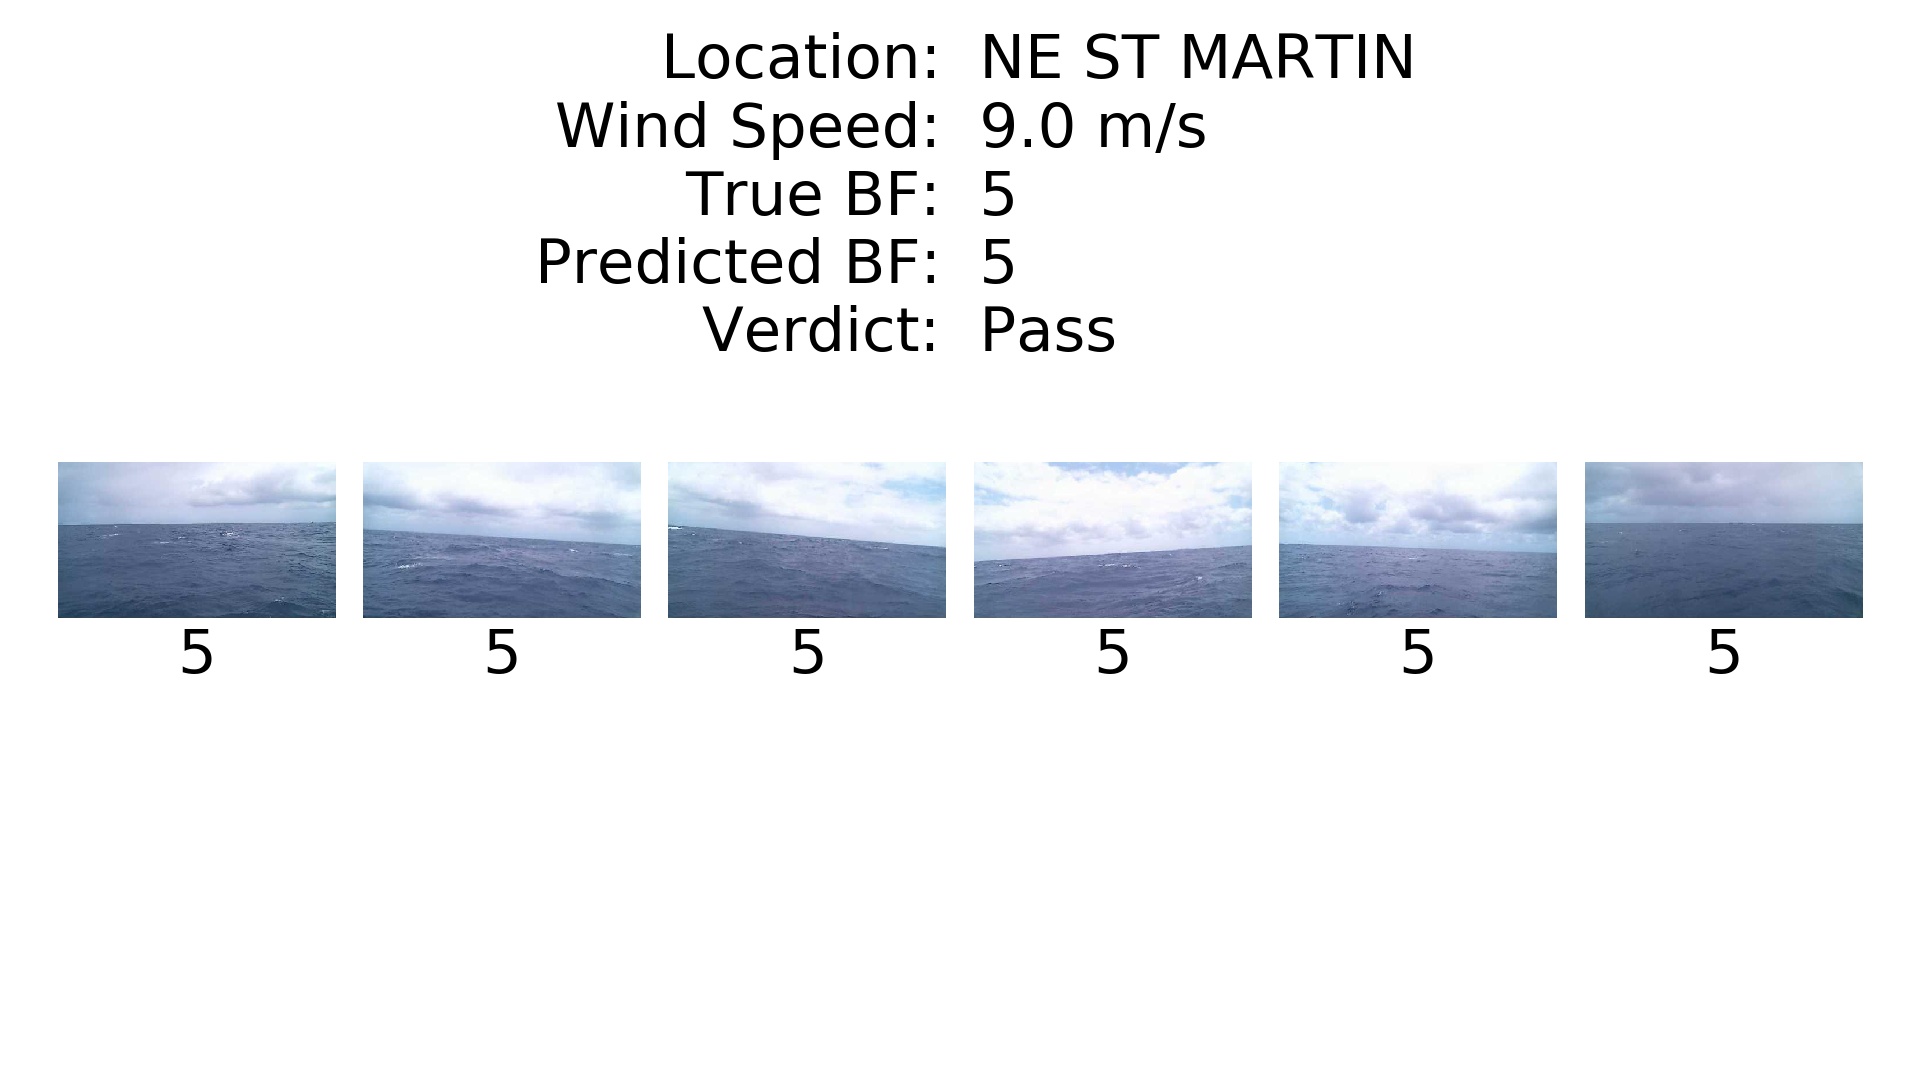 Location: NE ST MARTIN
Wind Speed: 9.0 m/s
True BF: 5
Predicted BF: 5
Verdict: Pass
5 5 5 5 5 5